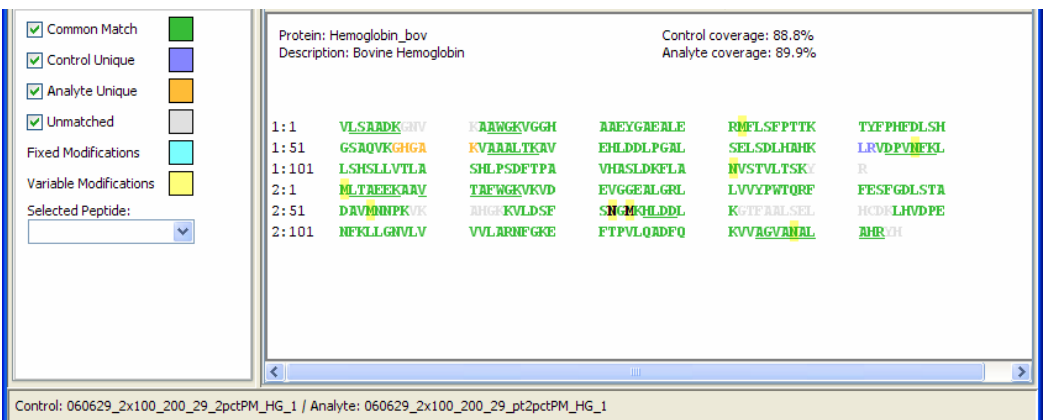 Common Match
Control Unique
Analyte Unique
Unmatched
Fixed Modifications
Variable Modifications
Selected Peptide:
Protein: Hemoglobin_bov Control coverage: 88.8%
Description: Bovine Hemoglobin Analyte coverage: 89.9%
1:1 VLSAADKGNV KAAWGKVGGH AAEYGAEALE RMFLSFPTTK TYFPHFDLSH
1:51 GSAQVKGHGA KVAAALTKAV EHLDDLPGAL SELSDLHAHK LRVDPVNFKL
1:101 LSHSLLVTLA SHLPSDFTPA VHASLDKFLA NVSTVLTSKY R
2:1 MLTAEEKAAV TAFWGKVKVD EVGGEALGRL LVVYPWTQRF FESFGDLSTA
2:51 DAVMNNPKVK AHGKKVLDSF SNGMKHLDDL KGTFAALSEL HCDKLHVDPE
2:101 NFKLLGNVLV VVLARNFGKE FTPVLQADFQ KVVAGVANAL AHRYH
Control: 060629_2x100_200_29_2pctPM_HG_1 / Analyte: 060629_2x100_200_29_pt2pctPM_HG_1